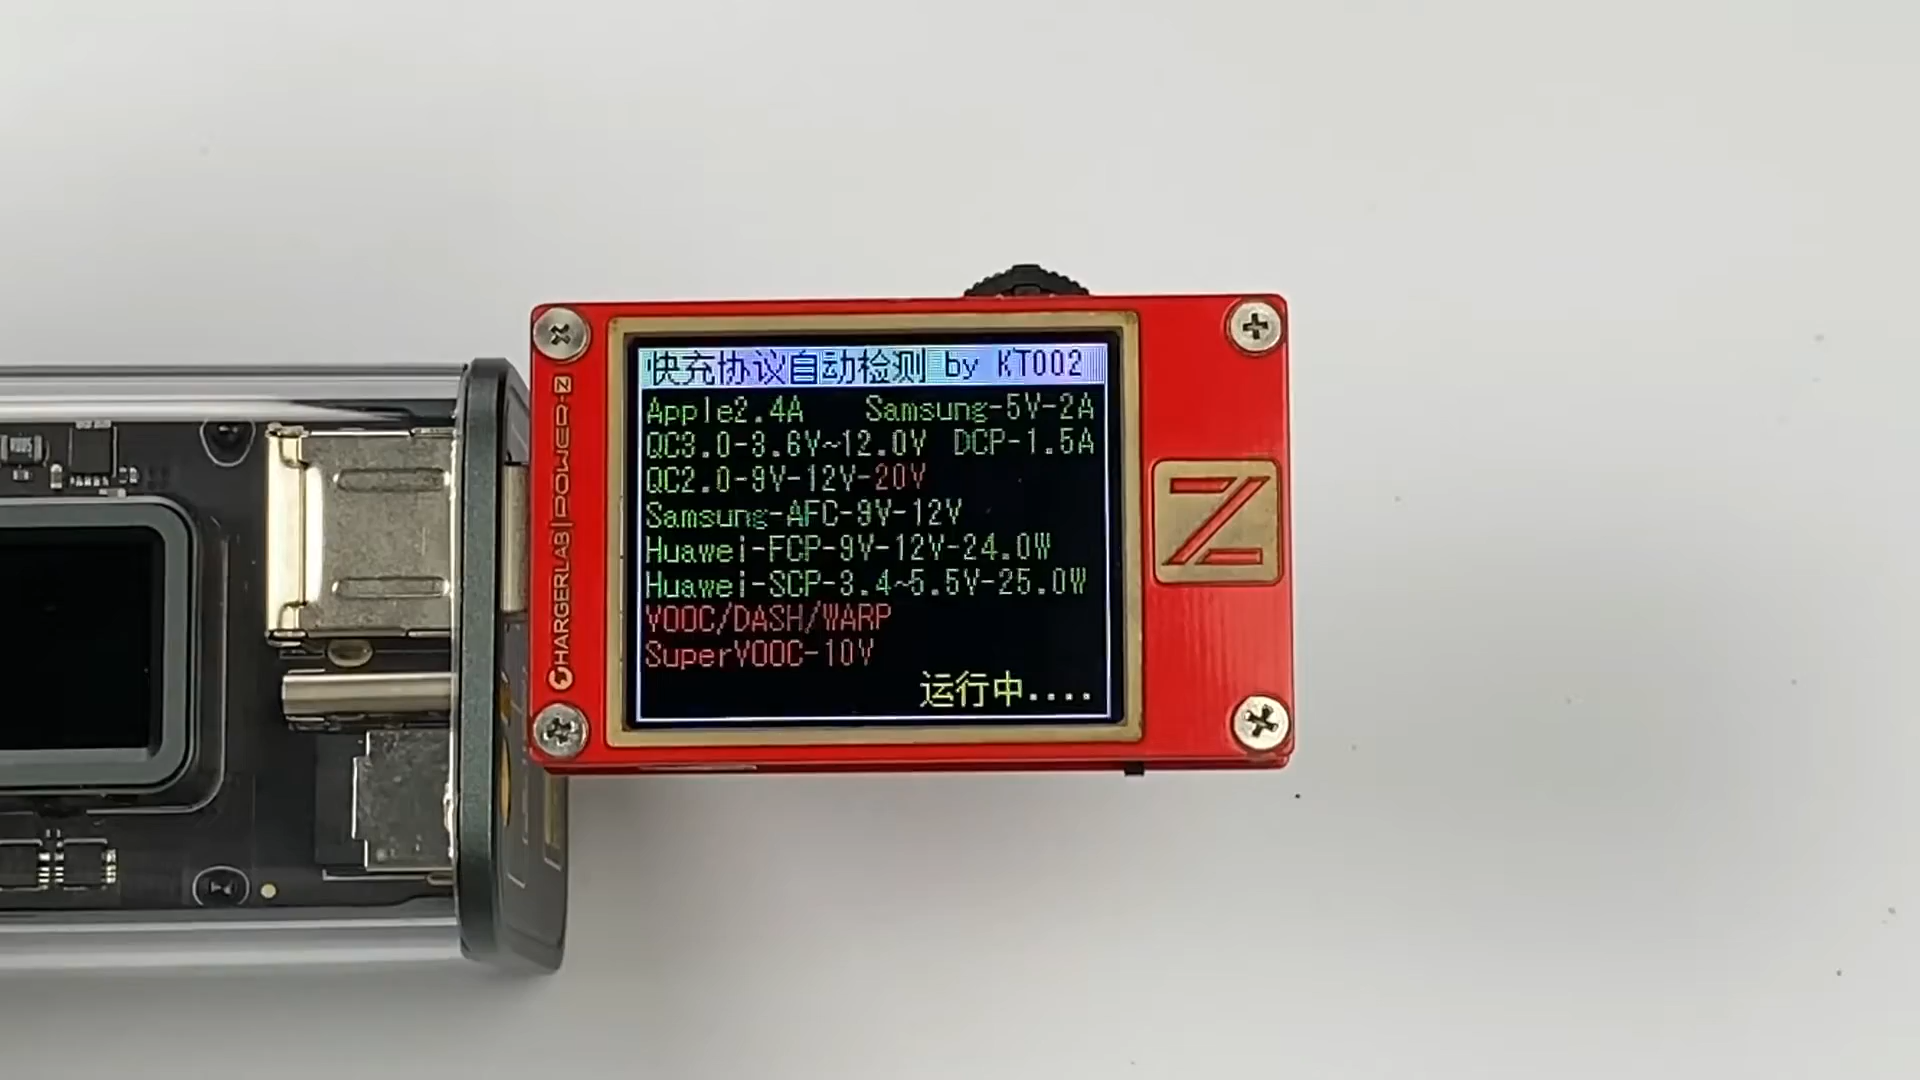 快充协议自动检测 by KT002
Apple2.4A Samsung-5V-2A
QC3.0-3.6V~12.0V DCP-1.5A
QC2.0-9V-12V-20V
Samsung-AFC-9V-12V
Huawei-FCP-9V-12V-24.0W
Huawei-SCP-3.4~5.5V-25.0W
VOOC/DASH/WARP
SuperVOOC-10V
运行中....
CHARGERLAB|POWER-Z
Z